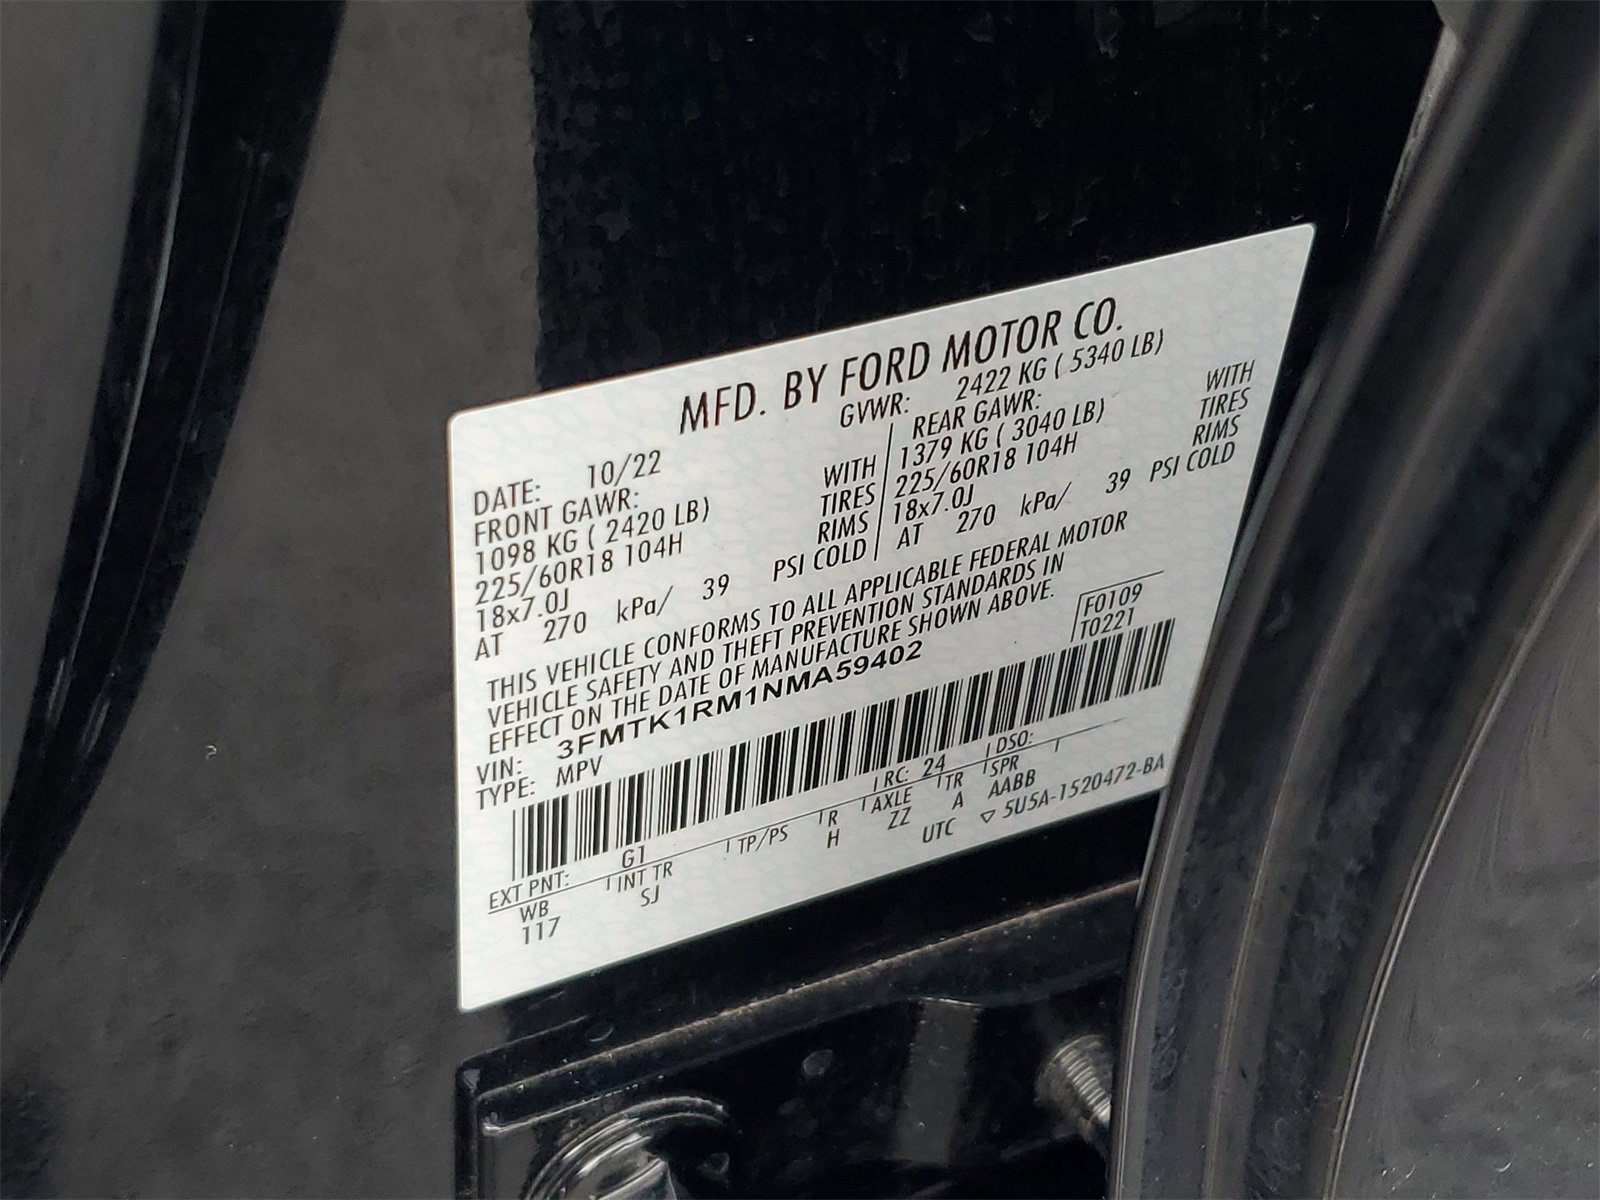 MFD. BY FORD MOTOR CO.
DATE: 10/22
GVWR: 2422 KG ( 5340 LB)
FRONT GAWR:
1098 KG ( 2420 LB) WITH
225/60R18 104H TIRES
18x7.0J RIMS
AT 270 kPa/ 39 PSI COLD
REAR GAWR:
1379 KG ( 3040 LB) WITH
225/60R18 104H TIRES
18x7.0J RIMS
AT 270 kPa/ 39 PSI COLD
THIS VEHICLE CONFORMS TO ALL APPLICABLE FEDERAL MOTOR
VEHICLE SAFETY AND THEFT PREVENTION STANDARDS IN
EFFECT ON THE DATE OF MANUFACTURE SHOWN ABOVE.
F0109
T0221
VIN: 3FMTK1RM1NMA59402
TYPE: MPV
EXT PNT: G1 RC: 24 DSO:
WB INT TR TP/PS R AXLE TR SPR
117 SJ H ZZ A AABB
UTC ▽ 5U5A-1520472-BA